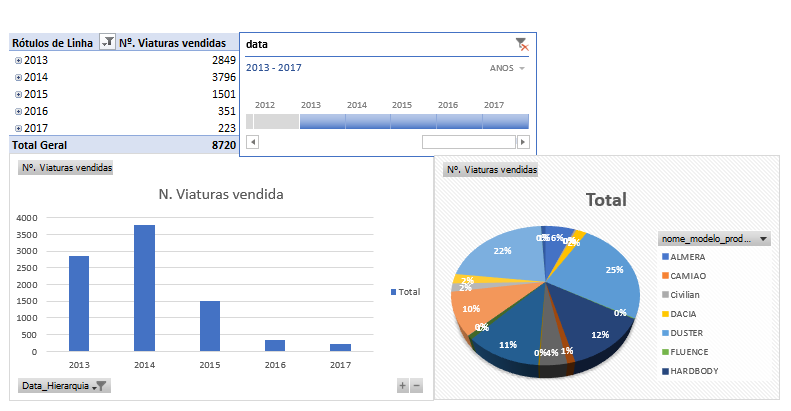 Rótulos de Linha Nº. Viaturas vendidas
2013 2849
2014 3796
2015 1501
2016 351
2017 223
Total Geral 8720
data
2013 - 2017 ANOS
2012 2013 2014 2015 2016 2017
Nº. Viaturas vendidas
N. Viaturas vendida
4000
3500
3000
2500
2000
1500
1000
500
0
2013 2014 2015 2016 2017
Total
Data_Hierarquia
Nº. Viaturas vendidas
Total
6%
22%
25%
2%
2%
0%
10%
12%
11%
0%
4%
1%
nome_modelo_prod...
ALMERA
CAMIAO
Civilian
DACIA
DUSTER
FLUENCE
HARDBODY